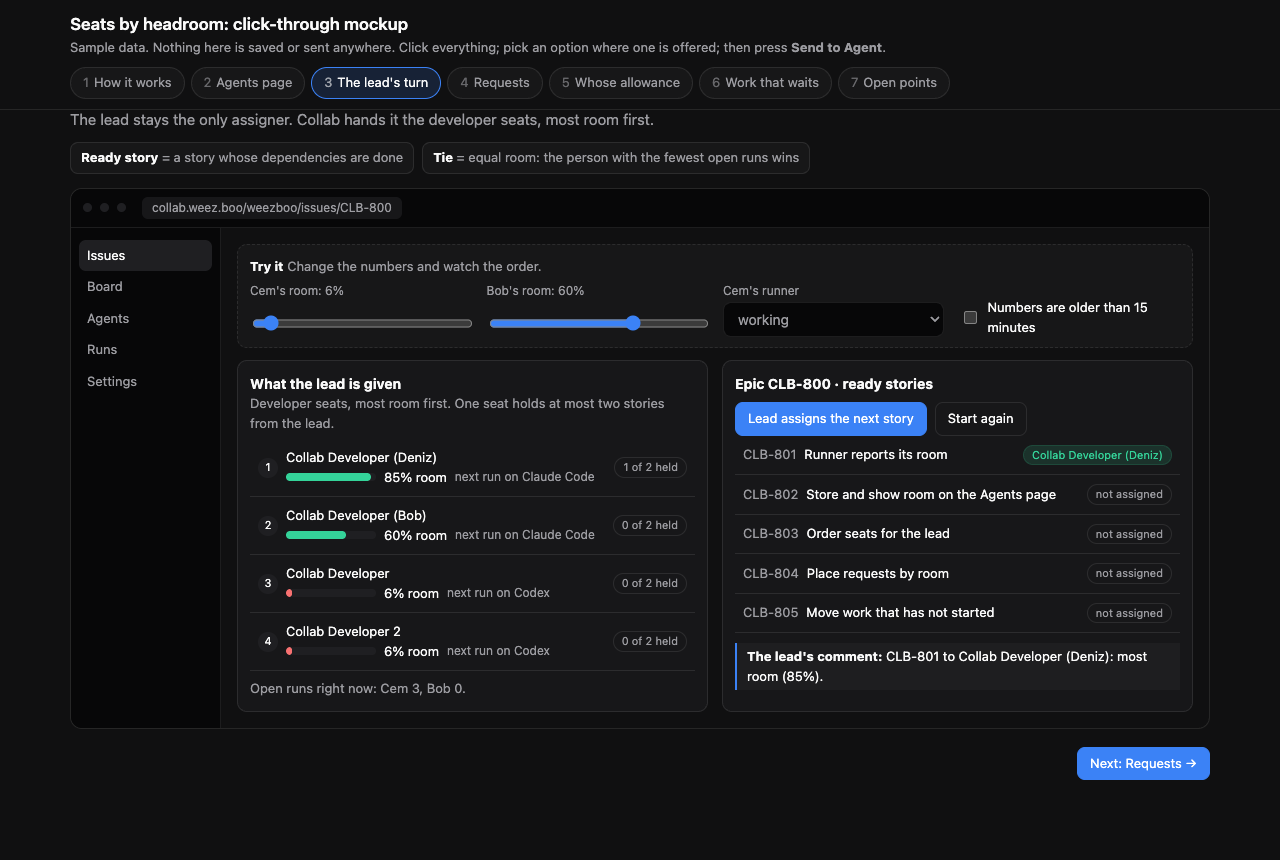 Seats by headroom: click-through mockup
Sample data. Nothing here is saved or sent anywhere. Click everything; pick an option where one is offered; then press Send to Agent.
1 How it works
2 Agents page
3 The lead's turn
4 Requests
5 Whose allowance
6 Work that waits
7 Open points
The lead stays the only assigner. Collab hands it the developer seats, most room first.
Ready story = a story whose dependencies are done
Tie = equal room: the person with the fewest open runs wins
collab.weez.boo/weezboo/issues/CLB-800
Issues
Board
Agents
Runs
Settings
Try it Change the numbers and watch the order.
Cem's room: 6%
Bob's room: 60%
Cem's runner
working
Numbers are older than 15
minutes
What the lead is given
Developer seats, most room first. One seat holds at most two stories
from the lead.
1
Collab Developer (Deniz)
85% room next run on Claude Code
1 of 2 held
2
Collab Developer (Bob)
60% room next run on Claude Code
0 of 2 held
3
Collab Developer
6% room next run on Codex
0 of 2 held
4
Collab Developer 2
6% room next run on Codex
0 of 2 held
Open runs right now: Cem 3, Bob 0.
Epic CLB-800 · ready stories
Lead assigns the next story
Start again
CLB-801 Runner reports its room Collab Developer (Deniz)
CLB-802 Store and show room on the Agents page not assigned
CLB-803 Order seats for the lead not assigned
CLB-804 Place requests by room not assigned
CLB-805 Move work that has not started not assigned
The lead's comment: CLB-801 to Collab Developer (Deniz): most
room (85%).
Next: Requests →